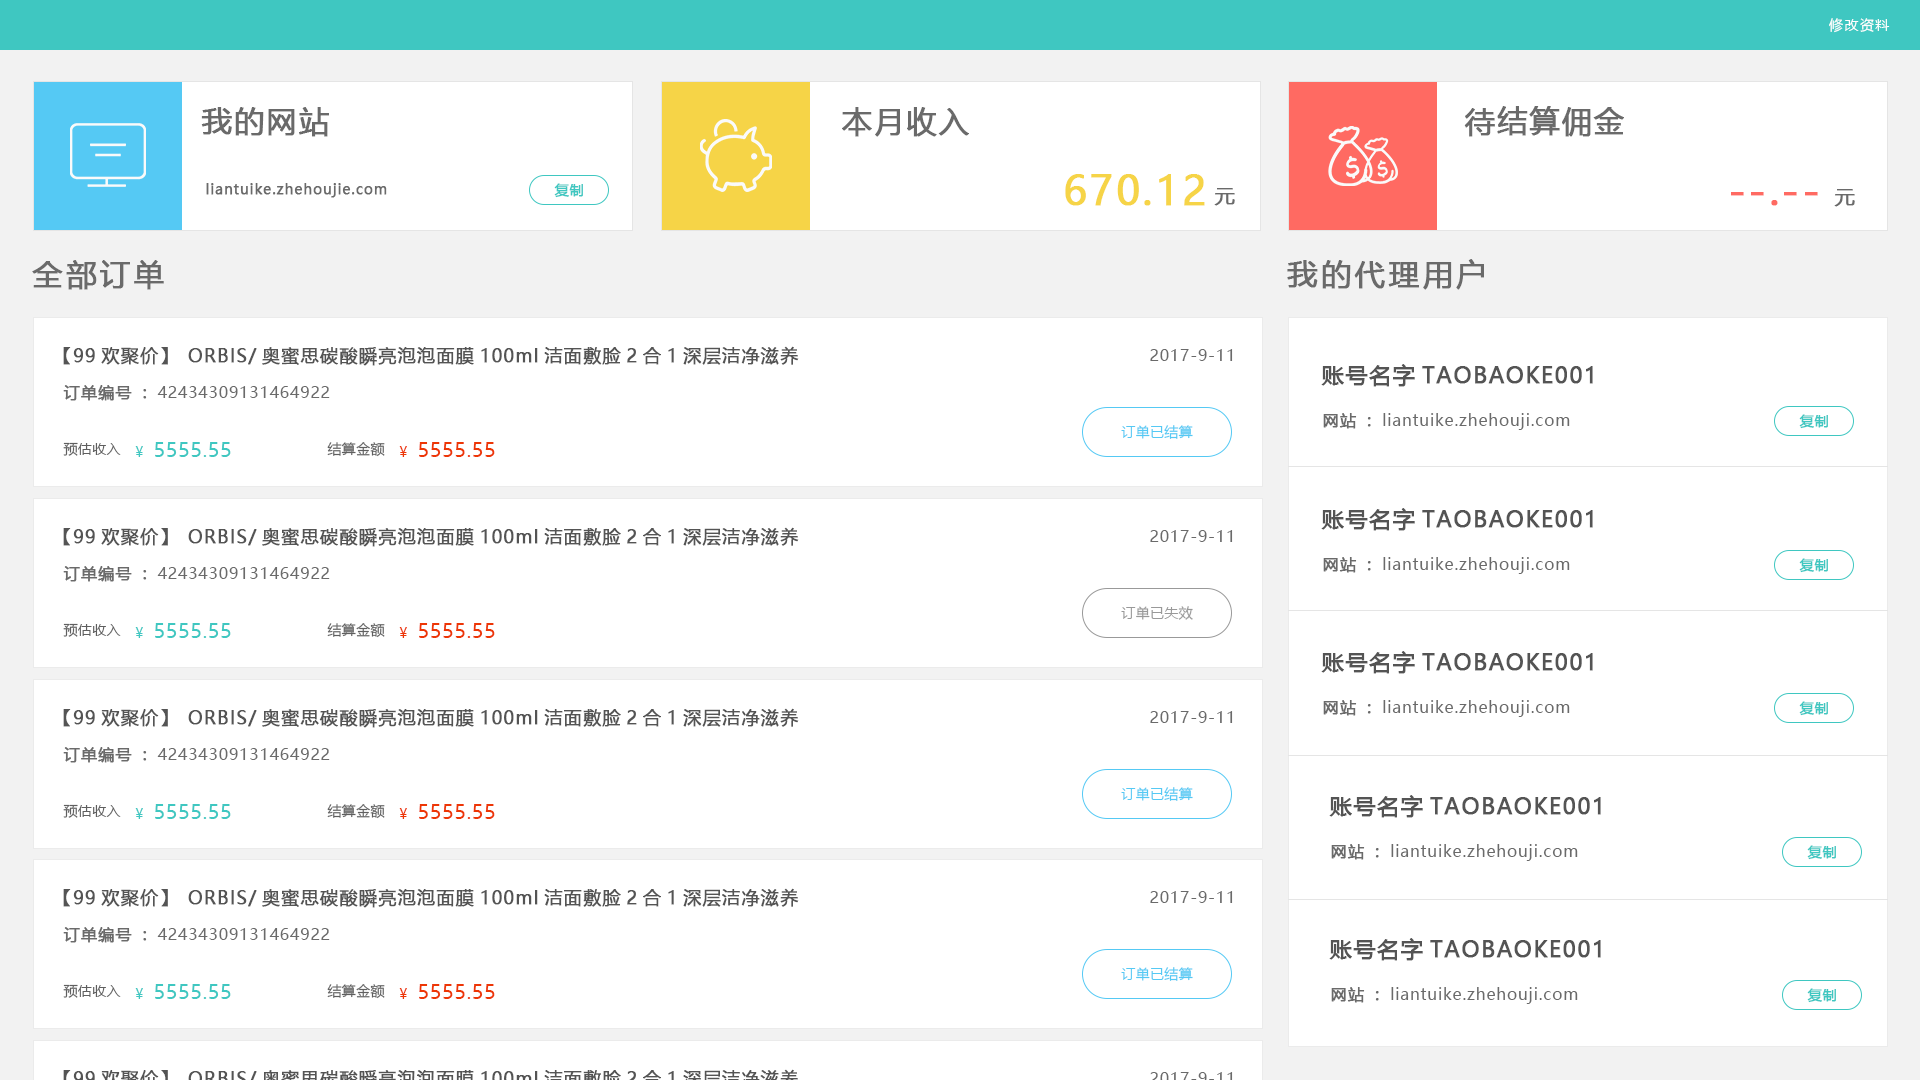 修改资料
我的网站
liantuike.zhehoujie.com 复制
本月收入
670.12 元
待结算佣金
--.-- 元
全部订单
【99 欢聚价】 ORBIS/ 奥蜜思碳酸瞬亮泡泡面膜 100ml 洁面敷脸 2 合 1 深层洁净滋养 2017-9-11
订单编号 : 42434309131464922
订单已结算
预估收入 ¥ 5555.55 结算金额 ¥ 5555.55
【99 欢聚价】 ORBIS/ 奥蜜思碳酸瞬亮泡泡面膜 100ml 洁面敷脸 2 合 1 深层洁净滋养 2017-9-11
订单编号 : 42434309131464922
订单已失效
预估收入 ¥ 5555.55 结算金额 ¥ 5555.55
【99 欢聚价】 ORBIS/ 奥蜜思碳酸瞬亮泡泡面膜 100ml 洁面敷脸 2 合 1 深层洁净滋养 2017-9-11
订单编号 : 42434309131464922
订单已结算
预估收入 ¥ 5555.55 结算金额 ¥ 5555.55
【99 欢聚价】 ORBIS/ 奥蜜思碳酸瞬亮泡泡面膜 100ml 洁面敷脸 2 合 1 深层洁净滋养 2017-9-11
订单编号 : 42434309131464922
订单已结算
预估收入 ¥ 5555.55 结算金额 ¥ 5555.55
【99 欢聚价】 ORBIS/ 奥蜜思碳酸瞬亮泡泡面膜 100ml 洁面敷脸 2 合 1 深层洁净滋养 2017-9-11
我的代理用户
账号名字 TAOBAOKE001
网站 : liantuike.zhehouji.com 复制
账号名字 TAOBAOKE001
网站 : liantuike.zhehouji.com 复制
账号名字 TAOBAOKE001
网站 : liantuike.zhehouji.com 复制
账号名字 TAOBAOKE001
网站 : liantuike.zhehouji.com 复制
账号名字 TAOBAOKE001
网站 : liantuike.zhehouji.com 复制